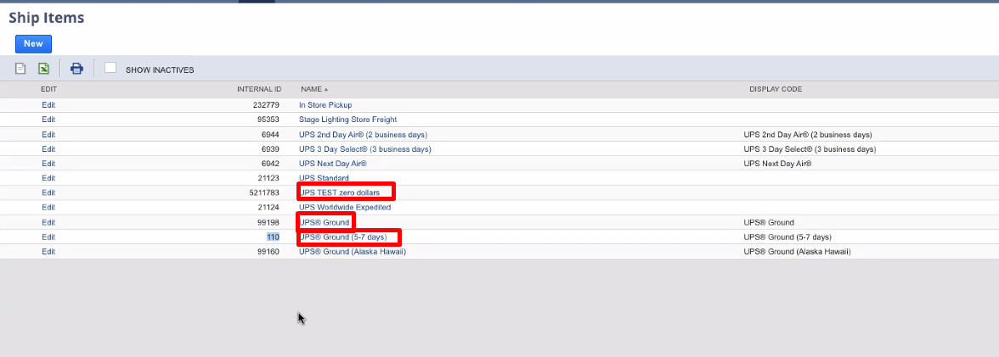 Ship Items
New
SHOW INACTIVES
EDIT INTERNAL ID NAME ▲ DISPLAY CODE
Edit 232779 In Store Pickup
Edit 95353 Stage Lighting Store Freight
Edit 6944 UPS 2nd Day Air® (2 business days) UPS 2nd Day Air® (2 business days)
Edit 6939 UPS 3 Day Select® (3 business days) UPS 3 Day Select® (3 business days)
Edit 6942 UPS Next Day Air® UPS Next Day Air®
Edit 21123 UPS Standard
Edit 5211783 UPS TEST zero dollars
Edit 21124 UPS Worldwide Expedited
Edit 99198 UPS® Ground UPS® Ground
Edit 110 UPS® Ground (5-7 days) UPS® Ground (5-7 days)
Edit 99160 UPS® Ground (Alaska Hawaii) UPS® Ground (Alaska Hawaii)